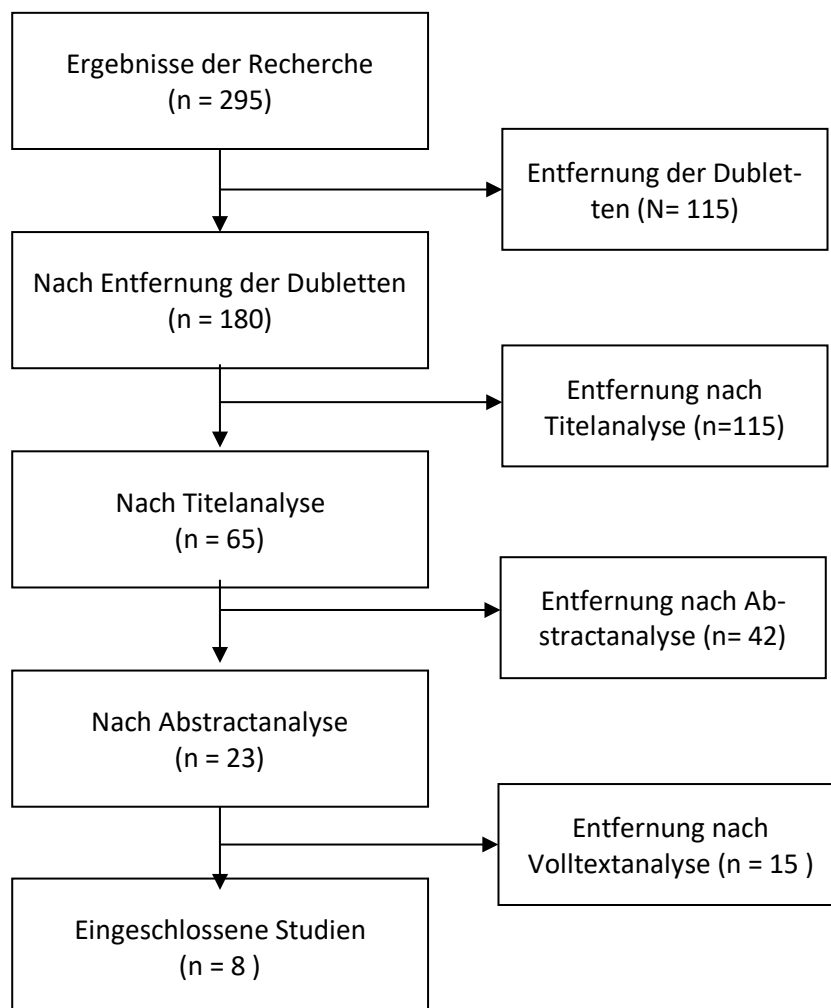 Ergebnisse der Recherche
(n = 295)
Entfernung der Dublet-
ten (N= 115)
Nach Entfernung der Dubletten
(n = 180)
Entfernung nach
Titelanalyse (n=115)
Nach Titelanalyse
(n = 65)
Entfernung nach Ab-
stractanalyse (n= 42)
Nach Abstractanalyse
(n = 23)
Entfernung nach
Volltextanalyse (n = 15 )
Eingeschlossene Studien
(n = 8 )